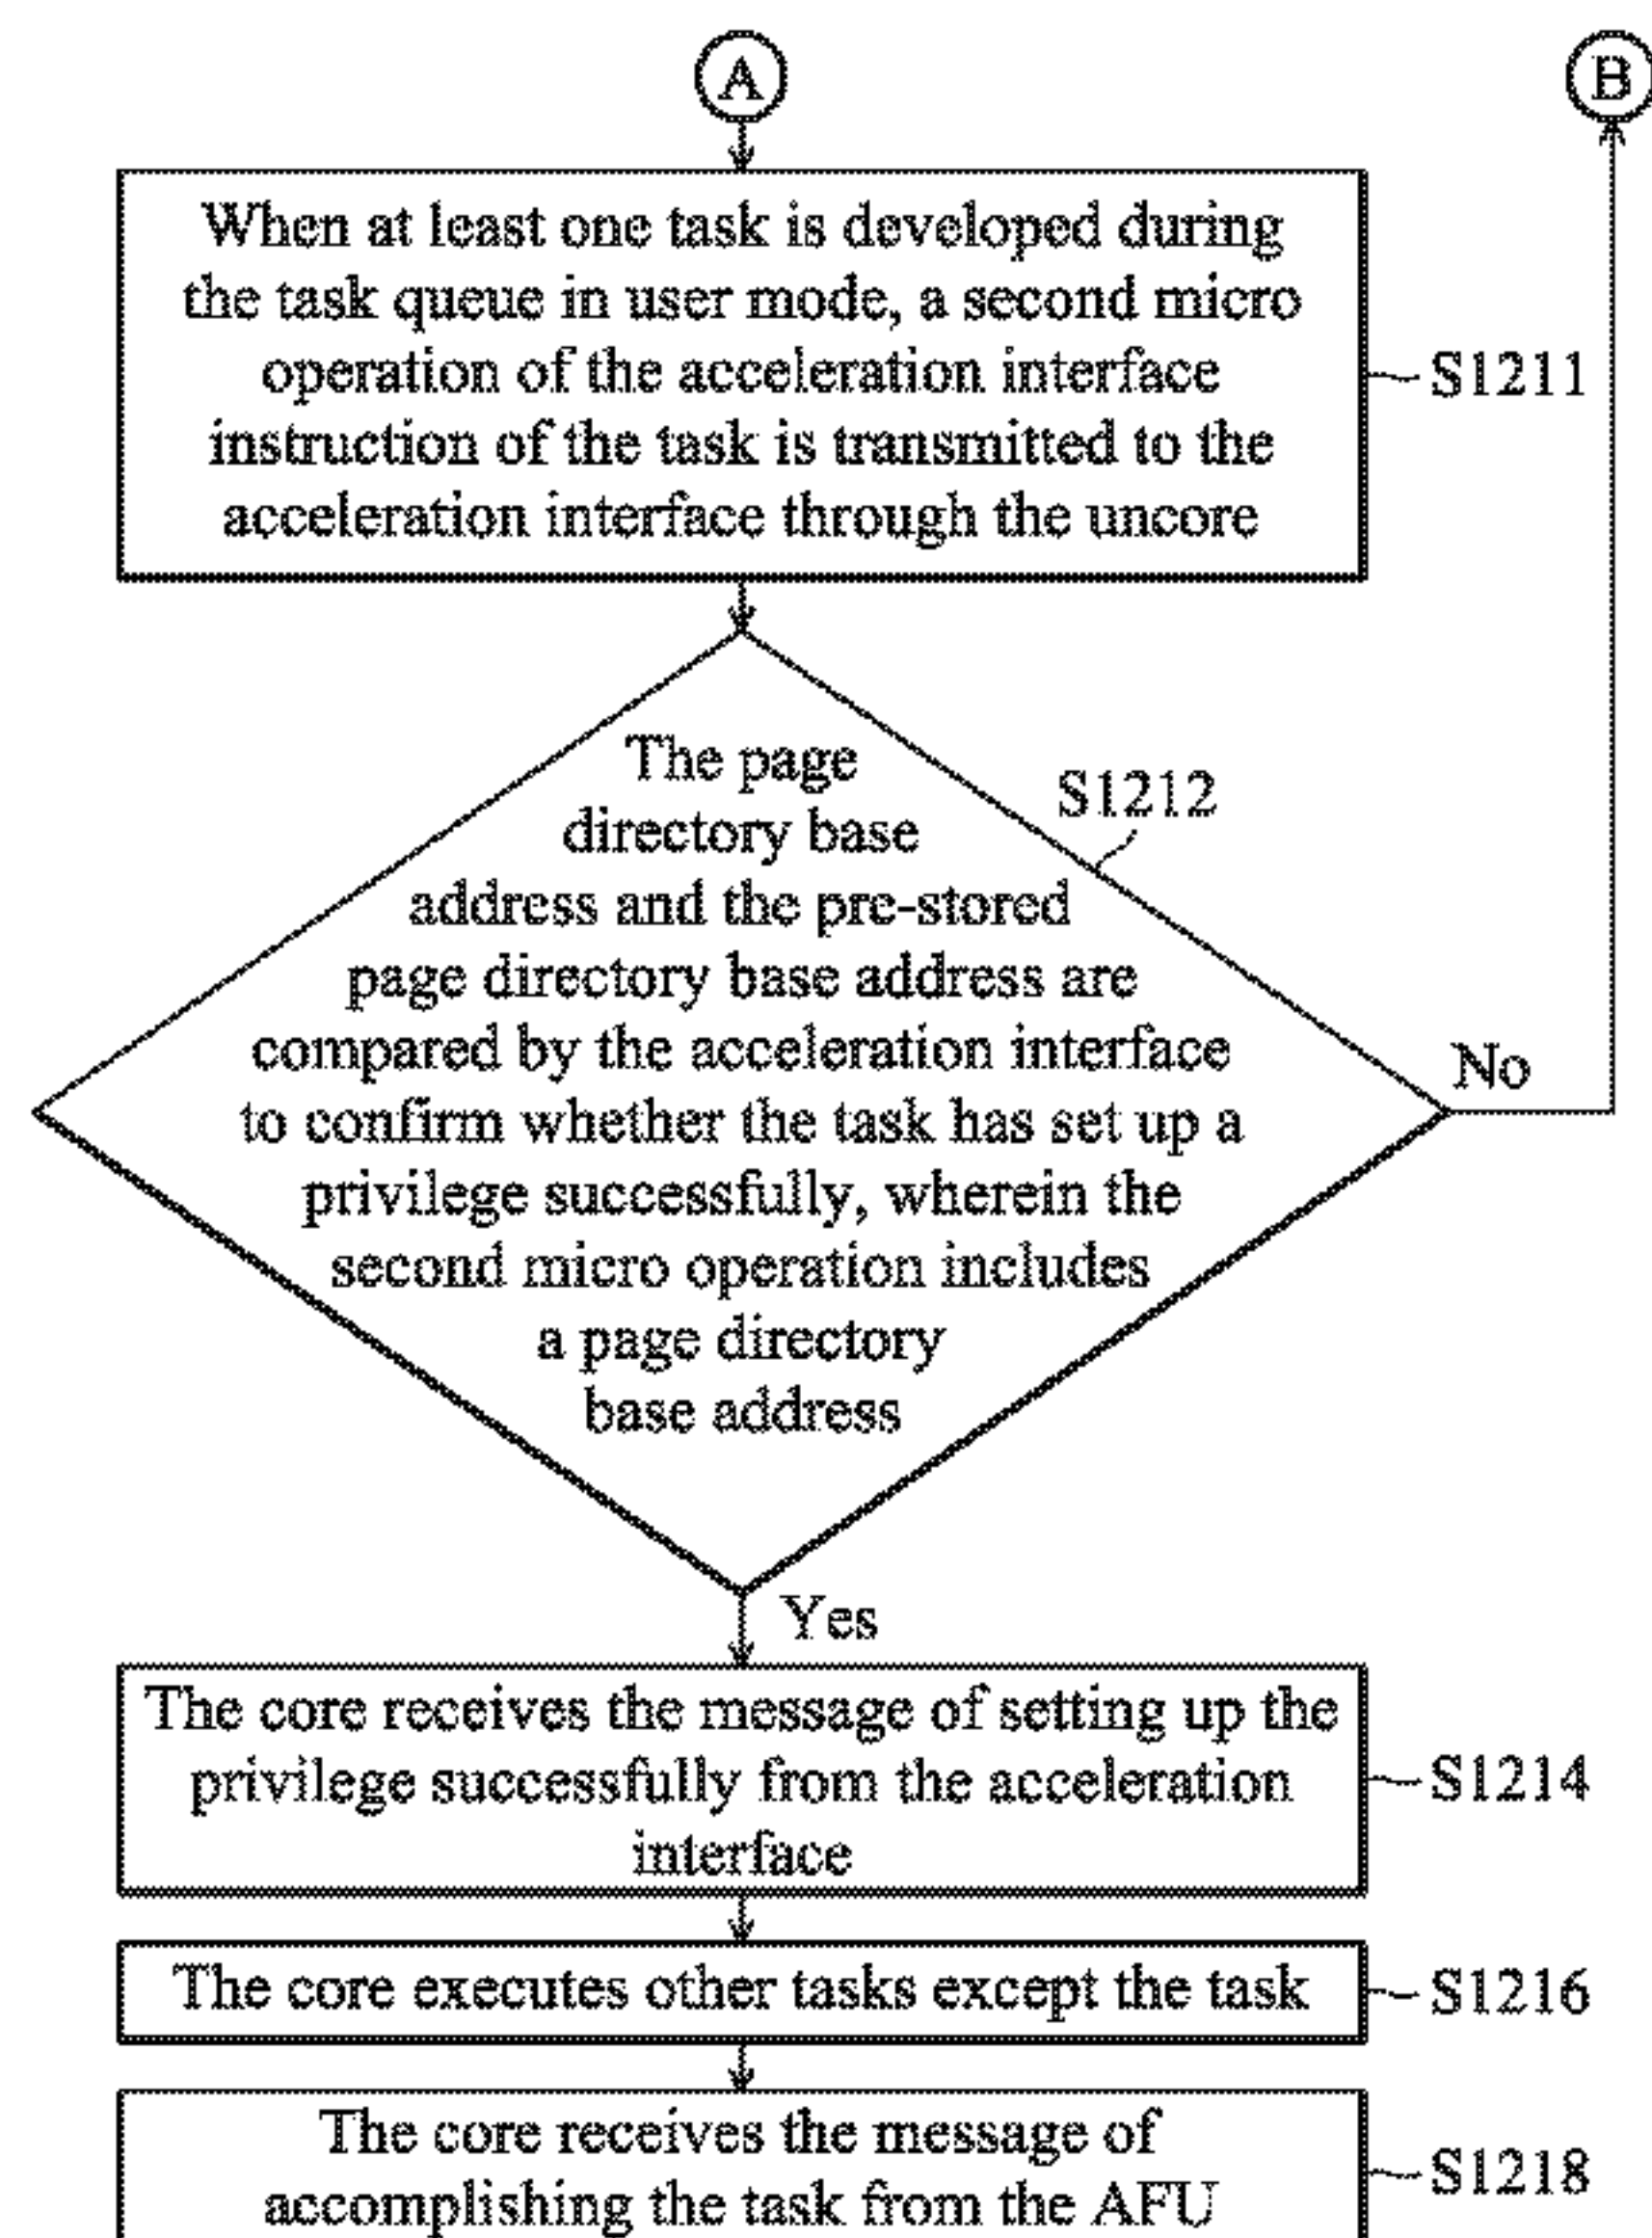 A
B
When at least one task is developed during
the task queue in user mode, a second micro
operation of the acceleration interface
instruction of the task is transmitted to the
acceleration interface through the uncore
S1211
The page
directory base
address and the pre-stored
page directory base address are
compared by the acceleration interface
to confirm whether the task has set up a
privilege successfully, wherein the
second micro operation includes
a page directory
base address
S1212
No
Yes
The core receives the message of setting up the
privilege successfully from the acceleration
interface
S1214
The core executes other tasks except the task
S1216
The core receives the message of
accomplishing the task from the AFU
S1218